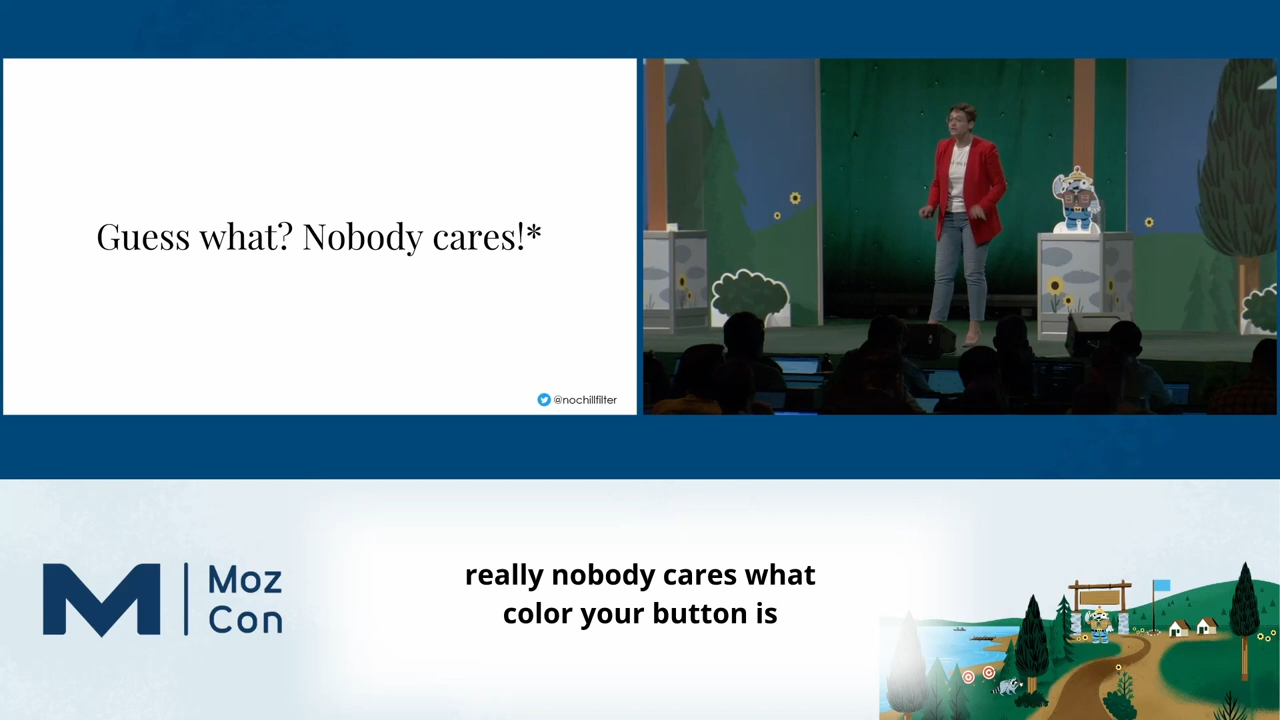 Guess what? Nobody cares!*
@nochillfilter
Moz
Con
really nobody cares what
color your button is